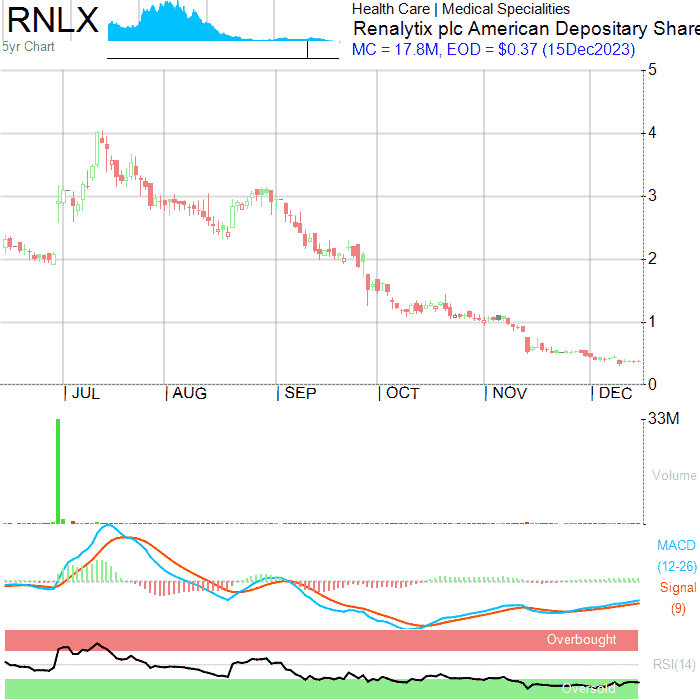 RNLX
5yr Chart
Health Care | Medical Specialities
Renalytix plc American Depositary Share
MC = 17.8M, EOD = $0.37 (15Dec2023)
5
4
3
2
1
0
JUL AUG SEP OCT NOV DEC
33M
Volume
MACD
(12-26)
Signal
(9)
Overbought
RSI(14)
Oversold